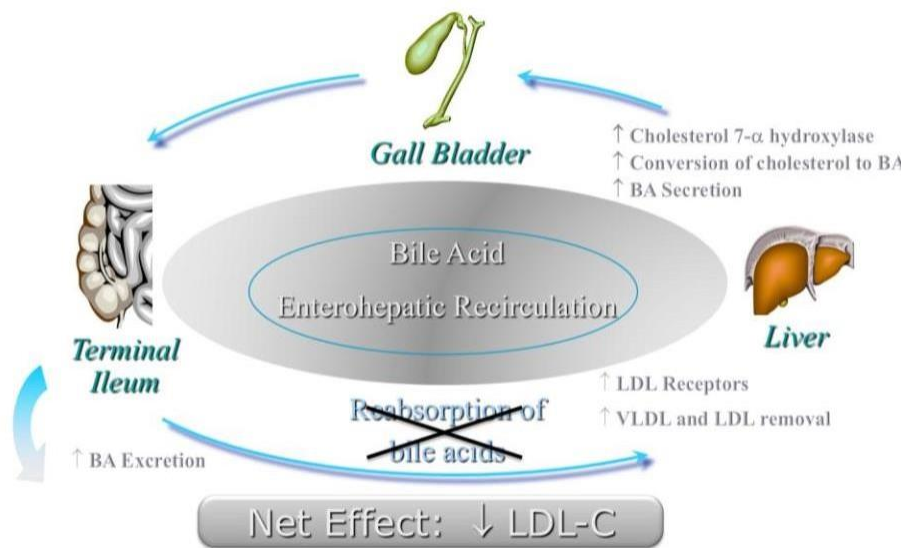 Gall Bladder
↑ Cholesterol 7-α hydroxylase
↑ Conversion of cholesterol to BA
↑ BA Secretion
Bile Acid
Enterohepatic Recirculation
Terminal
Ileum
Liver
↑ LDL Receptors
↑ VLDL and LDL removal
Reabsorption of
bile acids
↑ BA Excretion
Net Effect: ↓ LDL-C